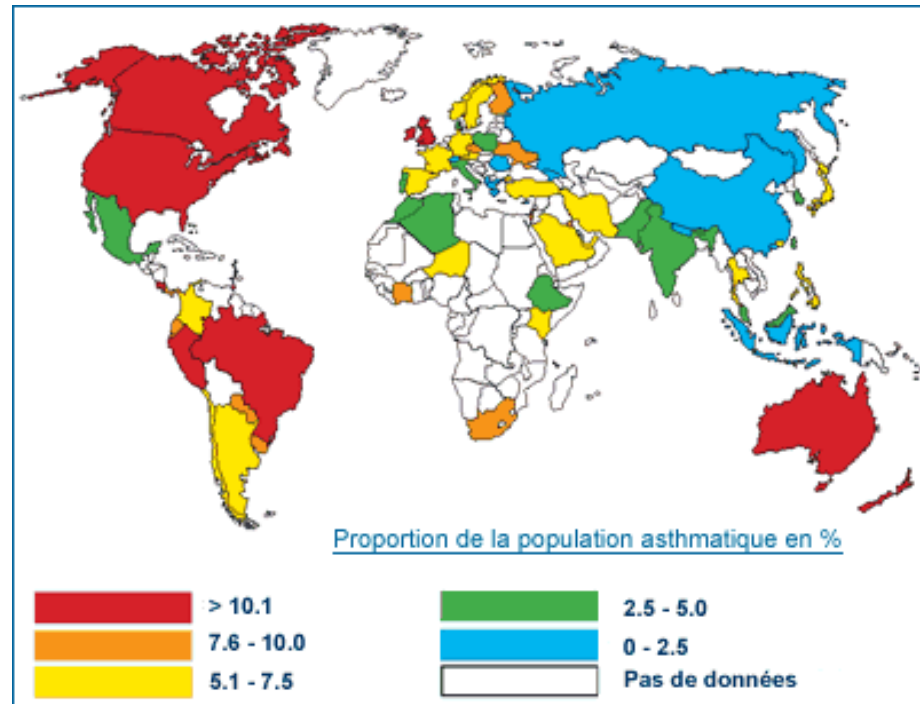 Proportion de la population asthmatique en %
> 10.1
7.6 - 10.0
5.1 - 7.5
2.5 - 5.0
0 - 2.5
Pas de données